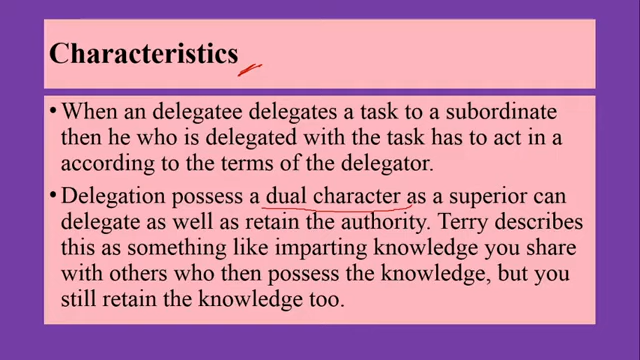 Characteristics
• When an delegatee delegates a task to a subordinate
then he who is delegated with the task has to act in a
according to the terms of the delegator.
• Delegation possess a dual character as a superior can
delegate as well as retain the authority. Terry describes
this as something like imparting knowledge you share
with others who then possess the knowledge, but you
still retain the knowledge too.